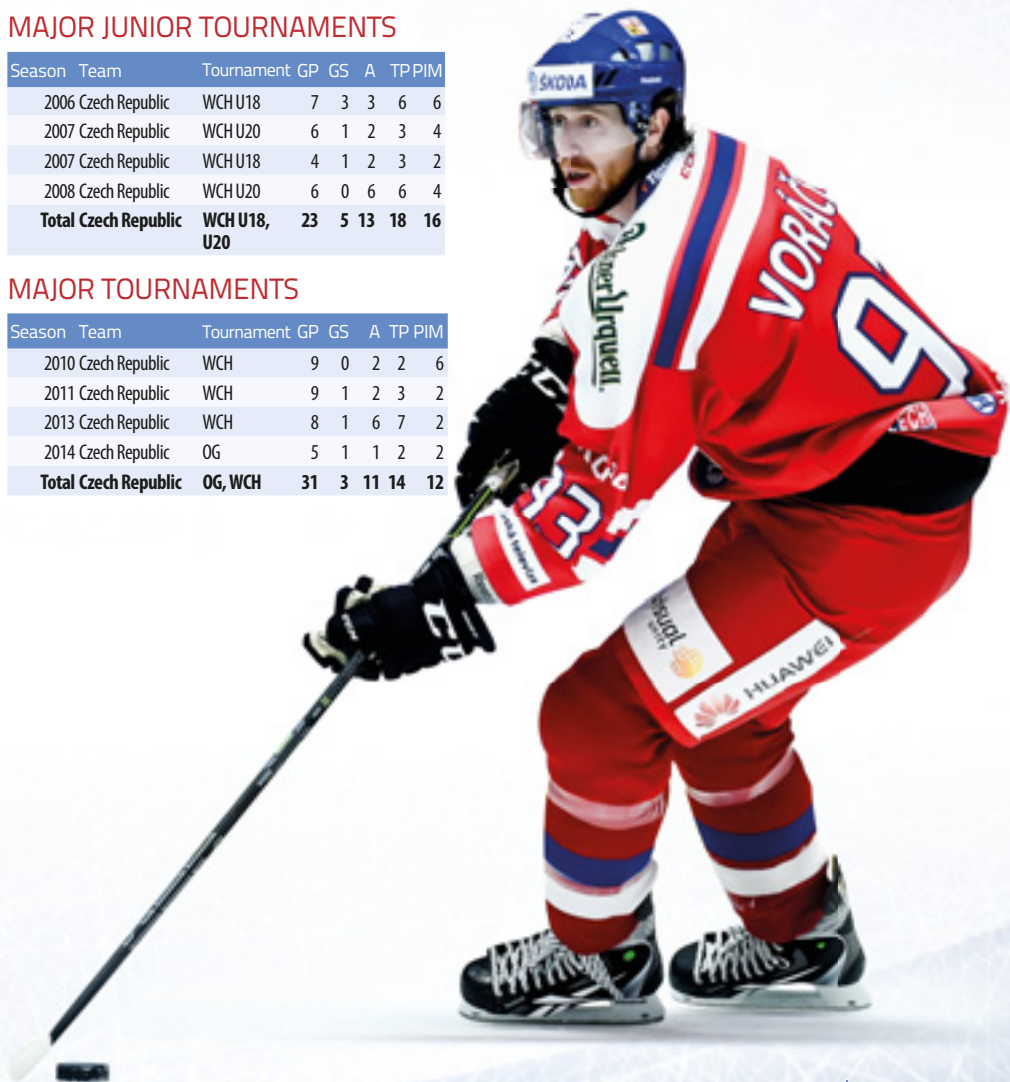 MAJOR JUNIOR TOURNAMENTS
Season Team Tournament GP GS A TP PIM
2006 Czech Republic WCH U18 7 3 3 6 6
2007 Czech Republic WCH U20 6 1 2 3 4
2007 Czech Republic WCH U18 4 1 2 3 2
2008 Czech Republic WCH U20 6 0 6 6 4
Total Czech Republic WCH U18, 23 5 13 18 16
U20
MAJOR TOURNAMENTS
Season Team Tournament GP GS A TP PIM
2010 Czech Republic WCH 9 0 2 2 6
2011 Czech Republic WCH 9 1 2 3 2
2013 Czech Republic WCH 8 1 6 7 2
2014 Czech Republic OG 5 1 1 2 2
Total Czech Republic OG, WCH 31 3 11 14 12
ŠKODA
VORÁČ
93
Urquell
HUAWEI